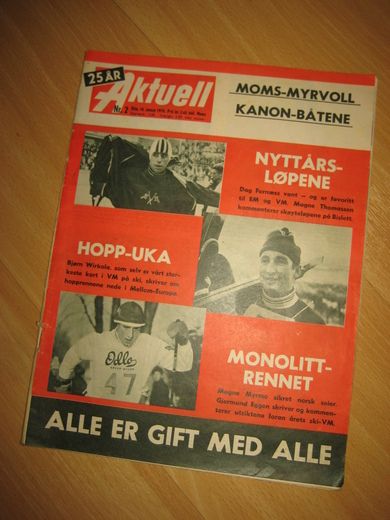 25 ÅR
Aktuell
Nr. 2
MOMS-MYRVOLL
KANON-BÅTENE
NYTTÅRS-
LØPENE
Dag Fornæss vant — og er favoritt
til EM og VM. Magne Thomassen
kommenterer skøyteløpene på Bislett.
HOPP-UKA
Bjørn Wirkola, som selv er vårt ster-
keste kort i VM på ski, skriver om
hopprennene nede i Mellom-Europa.
Odlo
47
MONOLITT-
RENNET
Magne Myrmo sikret norsk seier.
Gjermund Eggen skriver og kommen-
terer utsiktene foran årets ski-VM.
ALLE ER GIFT MED ALLE